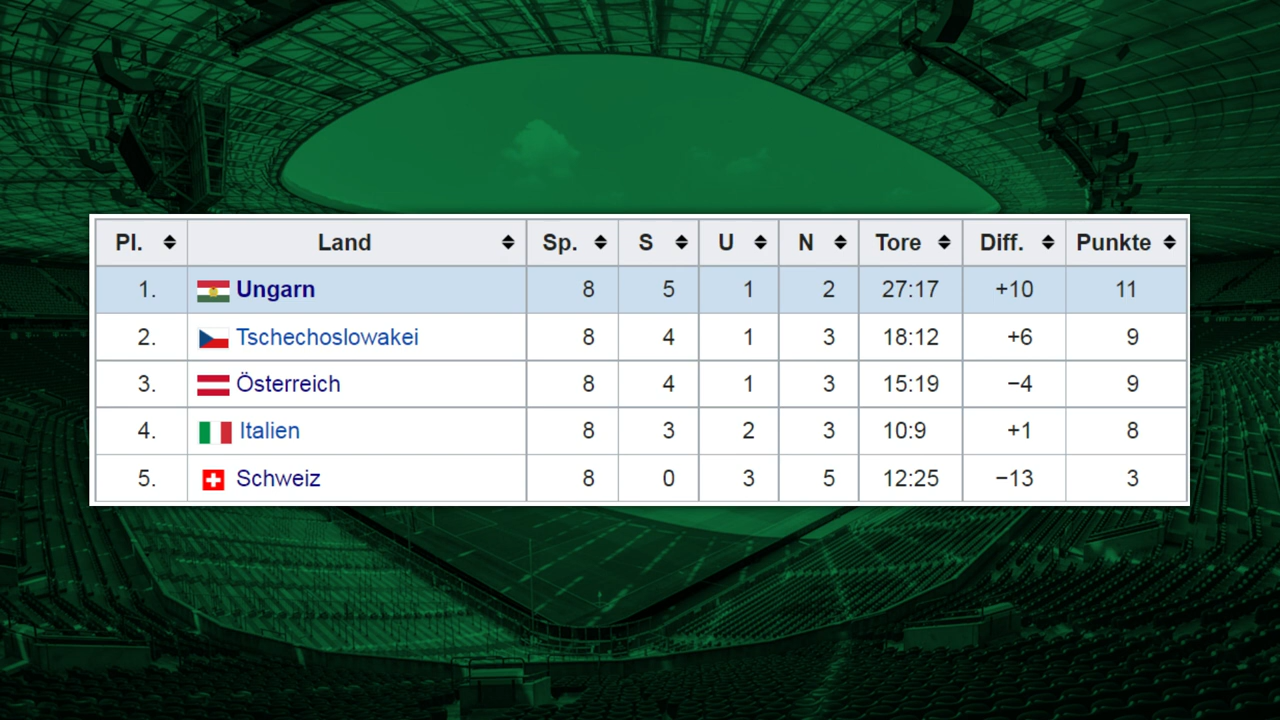 Pl. Land Sp. S U N Tore Diff. Punkte
1. Ungarn 8 5 1 2 27:17 +10 11
2. Tschechoslowakei 8 4 1 3 18:12 +6 9
3. Österreich 8 4 1 3 15:19 −4 9
4. Italien 8 3 2 3 10:9 +1 8
5. Schweiz 8 0 3 5 12:25 −13 3